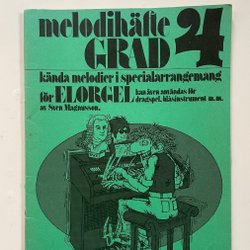 melodihäfte
GRAD 4
kända melodier i specialarrangemang
för ELORGEL kan även användas för
dragspel, blåsinstrument m.m.
av Sven Magnusson.